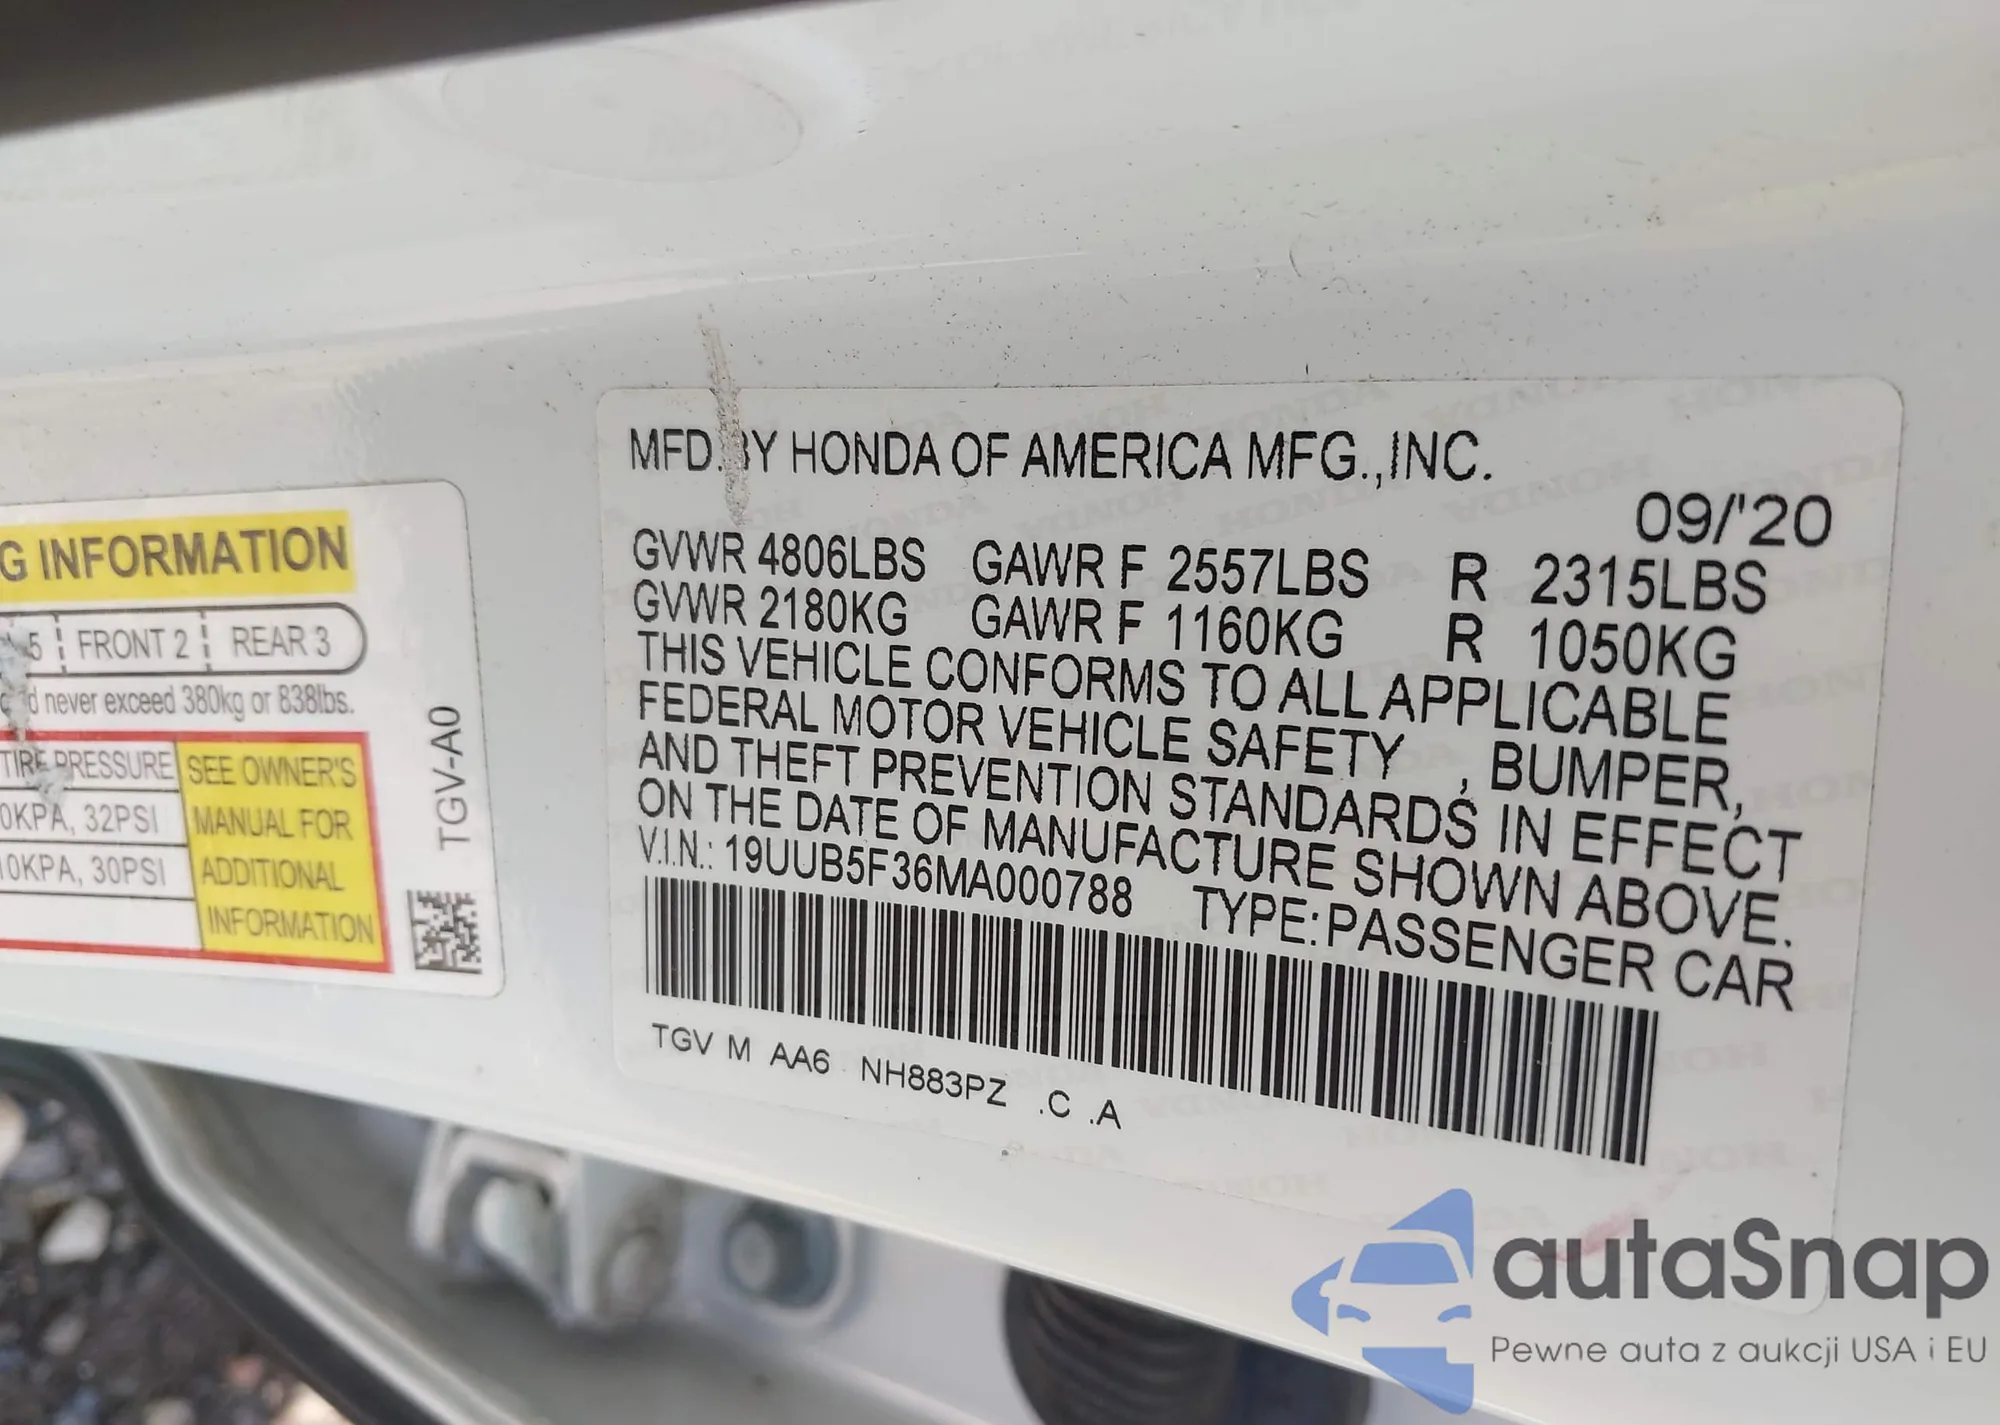 G INFORMATION
5 FRONT 2 REAR 3
d never exceed 380kg or 838lbs.
TIRE PRESSURE
0KPA, 32PSI
10KPA, 30PSI
SEE OWNER'S
MANUAL FOR
ADDITIONAL
INFORMATION
TGV-A0
MFD. BY HONDA OF AMERICA MFG.,INC.
09/'20
GVWR 4806LBS GAWR F 2557LBS R 2315LBS
GVWR 2180KG GAWR F 1160KG R 1050KG
THIS VEHICLE CONFORMS TO ALL APPLICABLE
FEDERAL MOTOR VEHICLE SAFETY , BUMPER,
AND THEFT PREVENTION STANDARDS IN EFFECT
ON THE DATE OF MANUFACTURE SHOWN ABOVE.
V.I.N.: 19UUB5F36MA000788 TYPE:PASSENGER CAR
TGV M AA6 NH883PZ .C .A
autaSnap
Pewne auta z aukcji USA i EU